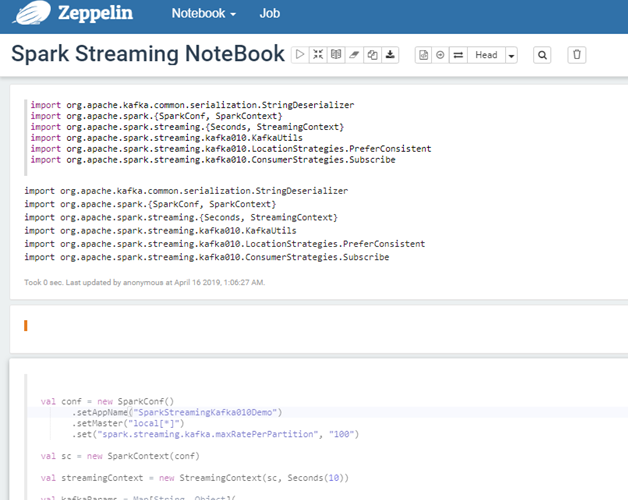 Zeppelin Notebook Job
Spark Streaming NoteBook Head
import org.apache.kafka.common.serialization.StringDeserializer
import org.apache.spark.{SparkConf, SparkContext}
import org.apache.spark.streaming.{Seconds, StreamingContext}
import org.apache.spark.streaming.kafka010.KafkaUtils
import org.apache.spark.streaming.kafka010.LocationStrategies.PreferConsistent
import org.apache.spark.streaming.kafka010.ConsumerStrategies.Subscribe
import org.apache.kafka.common.serialization.StringDeserializer
import org.apache.spark.{SparkConf, SparkContext}
import org.apache.spark.streaming.{Seconds, StreamingContext}
import org.apache.spark.streaming.kafka010.KafkaUtils
import org.apache.spark.streaming.kafka010.LocationStrategies.PreferConsistent
import org.apache.spark.streaming.kafka010.ConsumerStrategies.Subscribe
Took 0 sec. Last updated by anonymous at April 16 2019, 1:06:27 AM.
val conf = new SparkConf()
.setAppName("SparkStreamingKafka010Demo")
.setMaster("local[*]")
.set("spark.streaming.kafka.maxRatePerPartition", "100")
val sc = new SparkContext(conf)
val streamingContext = new StreamingContext(sc, Seconds(10))
val kafkaParams = Map[String, Object](